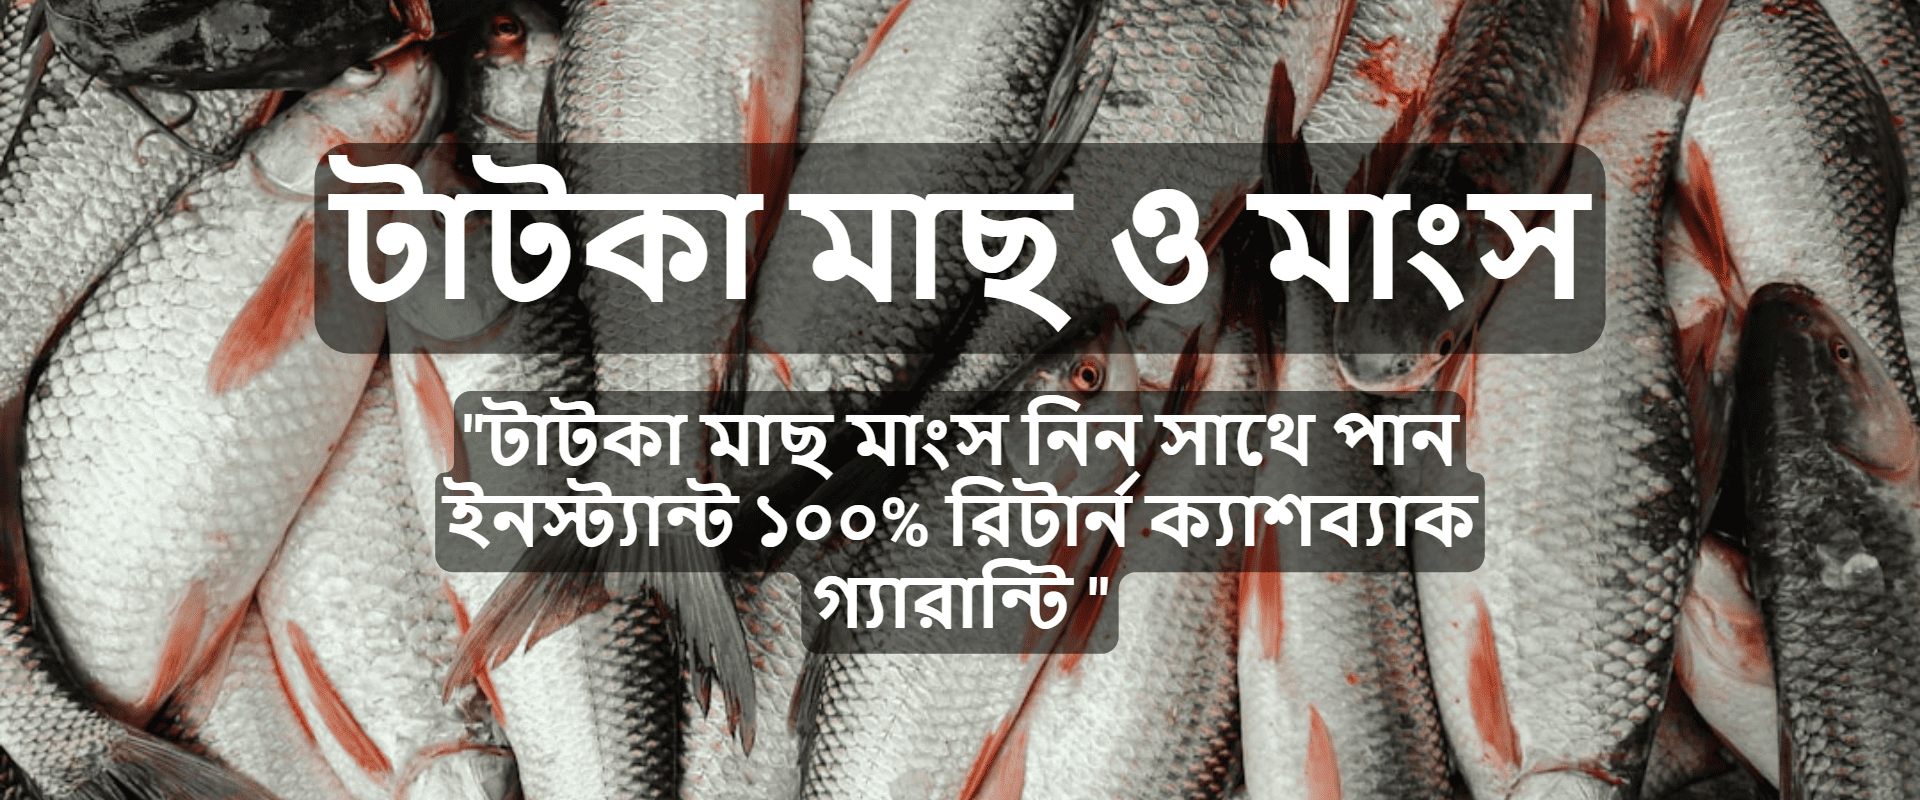 টাটকা মাছ ও মাংস
"টাটকা মাছ মাংস নিন সাথে পান
ইনস্ট্যান্ট ১০০% রিটার্ন ক্যাশব্যাক
গ্যারান্টি "